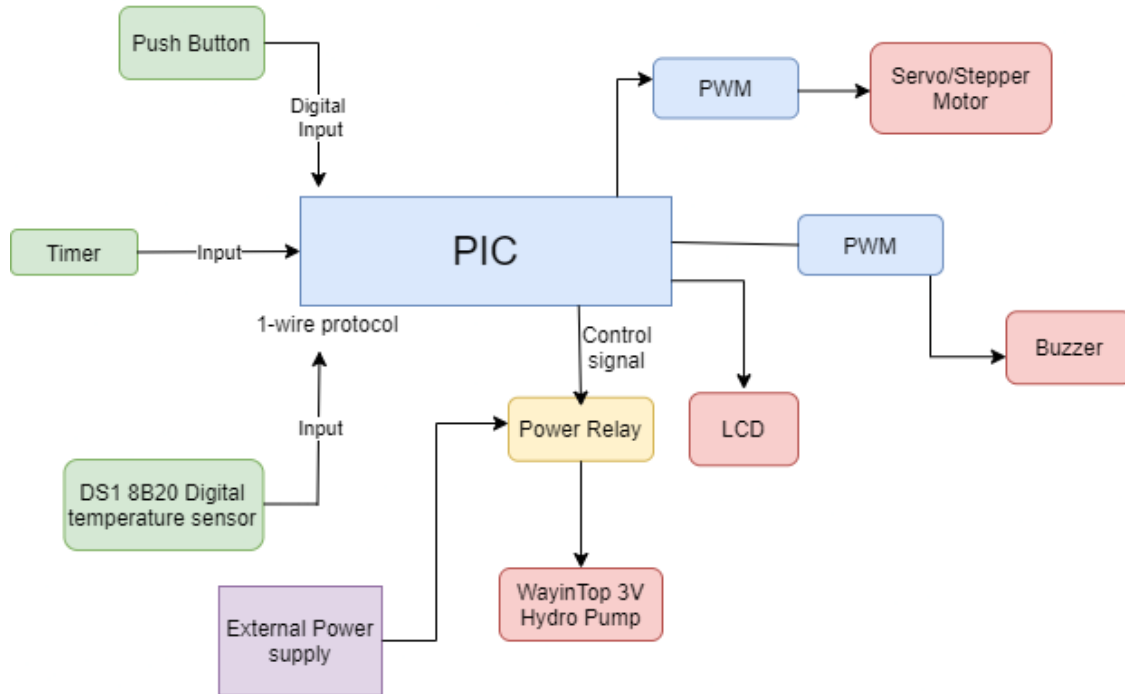 Push Button
Digital
Input
PWM
Servo/Stepper
Motor
Timer
Input
PIC
PWM
1-wire protocol
Control
signal
Buzzer
Input
Power Relay
LCD
DS1 8B20 Digital
temperature sensor
WayinTop 3V
Hydro Pump
External Power
supply